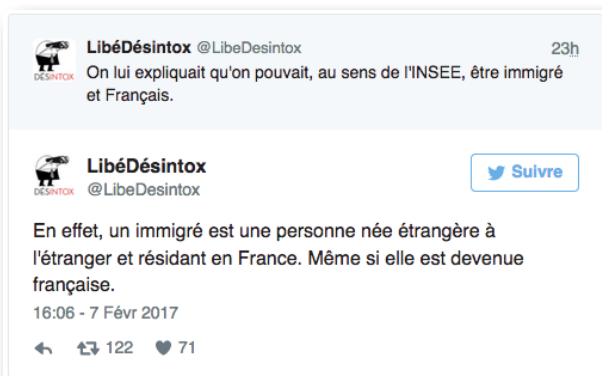 LibéDésintox @LibeDesintox 23h
On lui expliquait qu'on pouvait, au sens de l'INSEE, être immigré
et Français.
DÉSINTOX
LibéDésintox
@LibeDesintox
Suivre
DÉSINTOX
En effet, un immigré est une personne née étrangère à
l'étranger et résidant en France. Même si elle est devenue
française.
16:06 - 7 Févr 2017
122 71